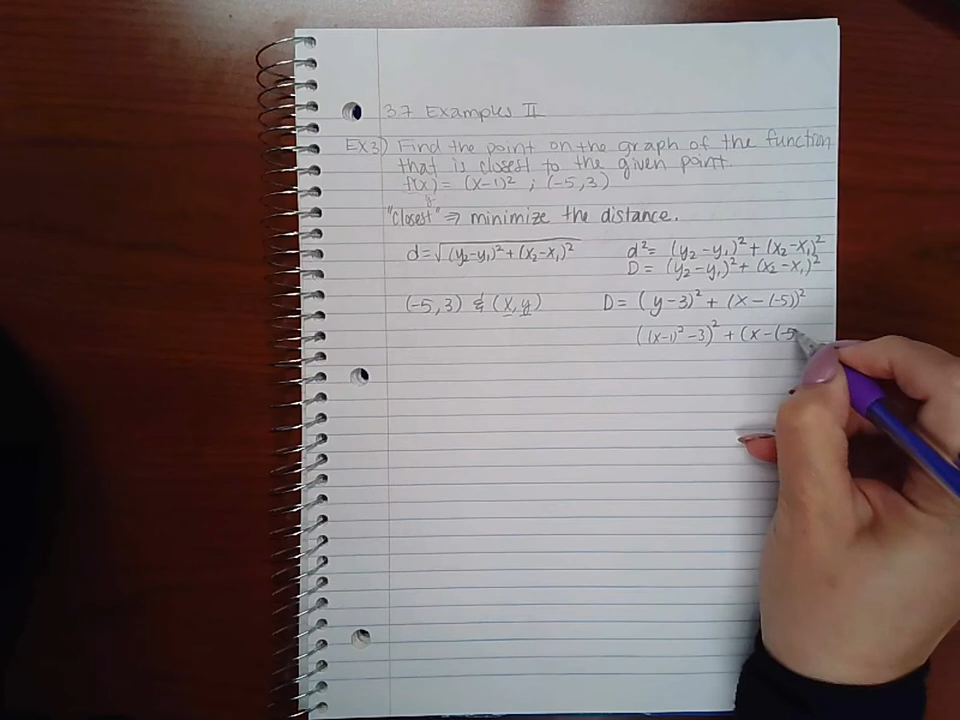 3.7 Examples II
Ex 3) Find the point on the graph of the function
that is closest to the given point.
f(x) = (x-1)² ; (-5,3)
y
"Closest" ⇒ minimize the distance.
d = √(y₂-y₁)² + (x₂-x₁)² d² = (y₂-y₁)² + (x₂-x₁)²
D = (y₂-y₁)² + (x₂-x₁)²
(-5,3) & (x,y) D = (y-3)² + (x-(-5))²
((x-1)²-3)² + (x-(-5